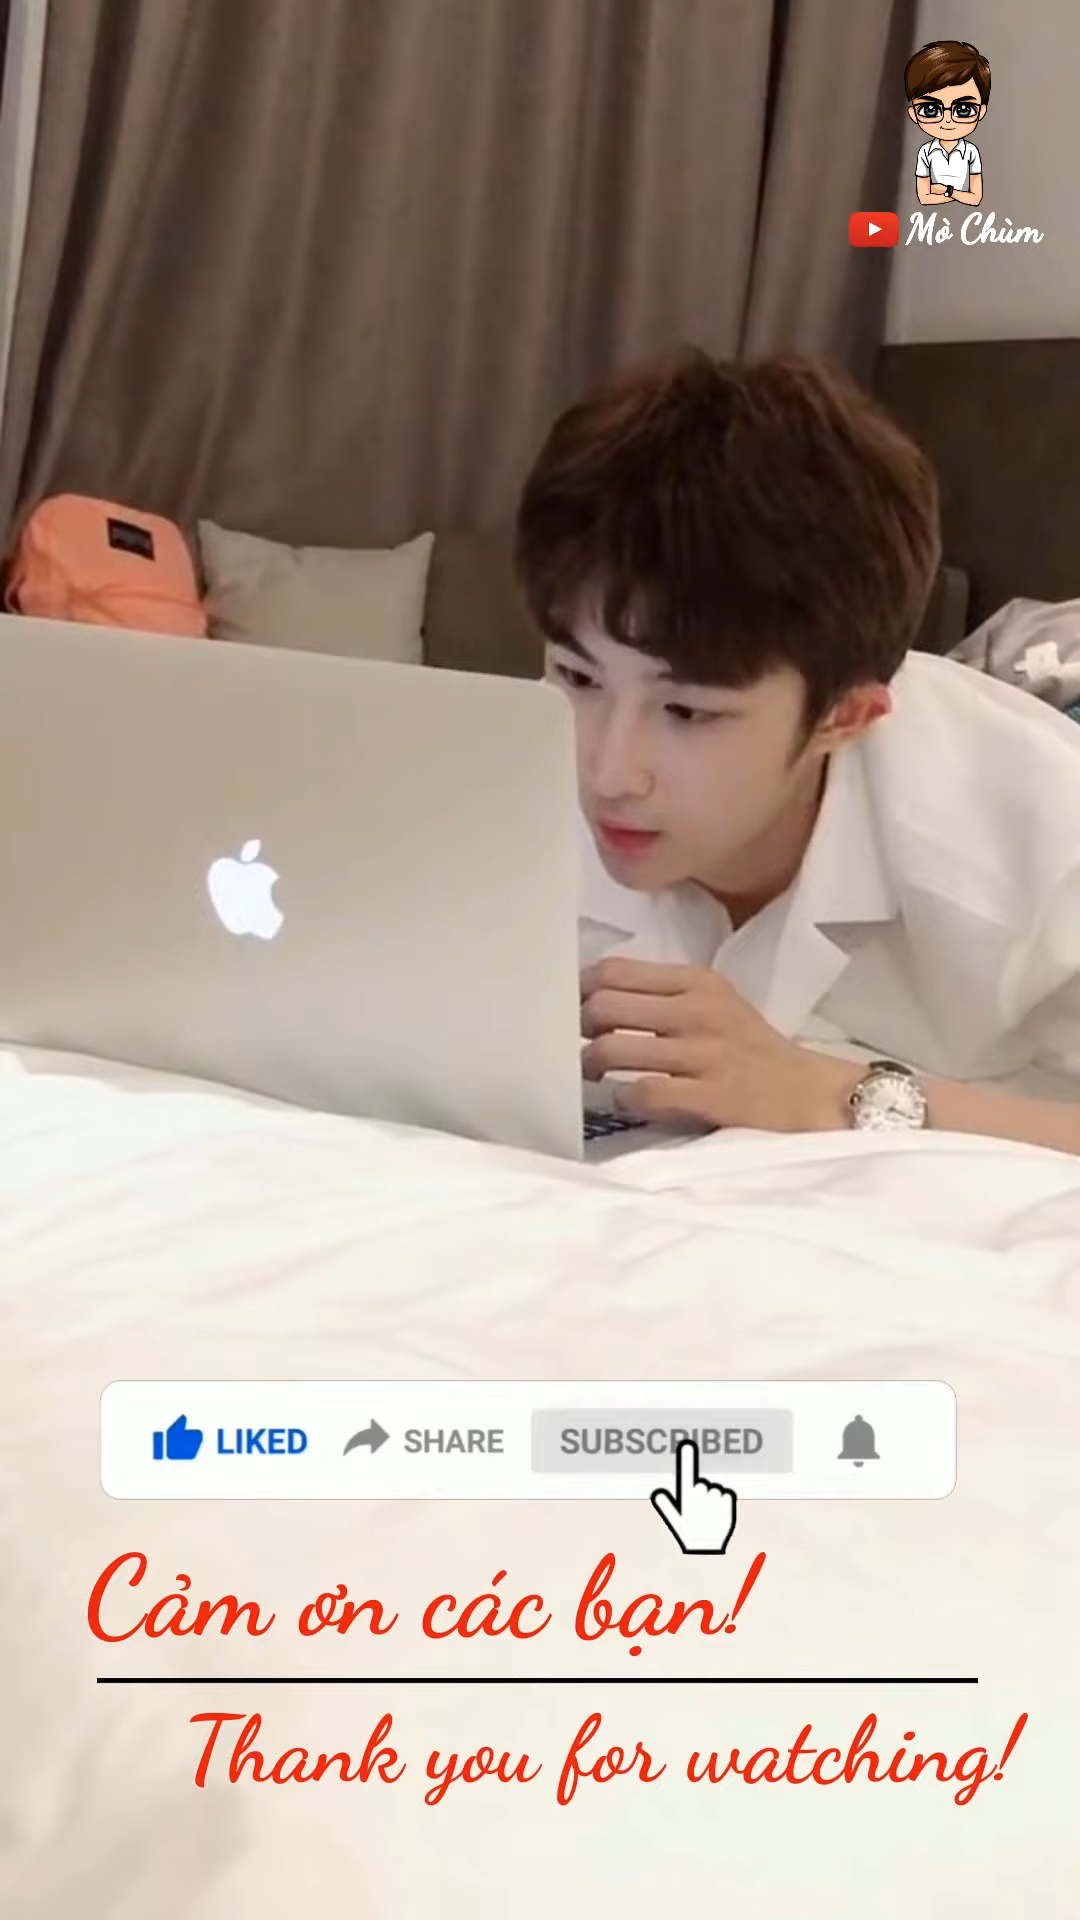 Mò Chùm
LIKED SHARE SUBSCRIBED
Cảm ơn các bạn!
Thank you for watching!